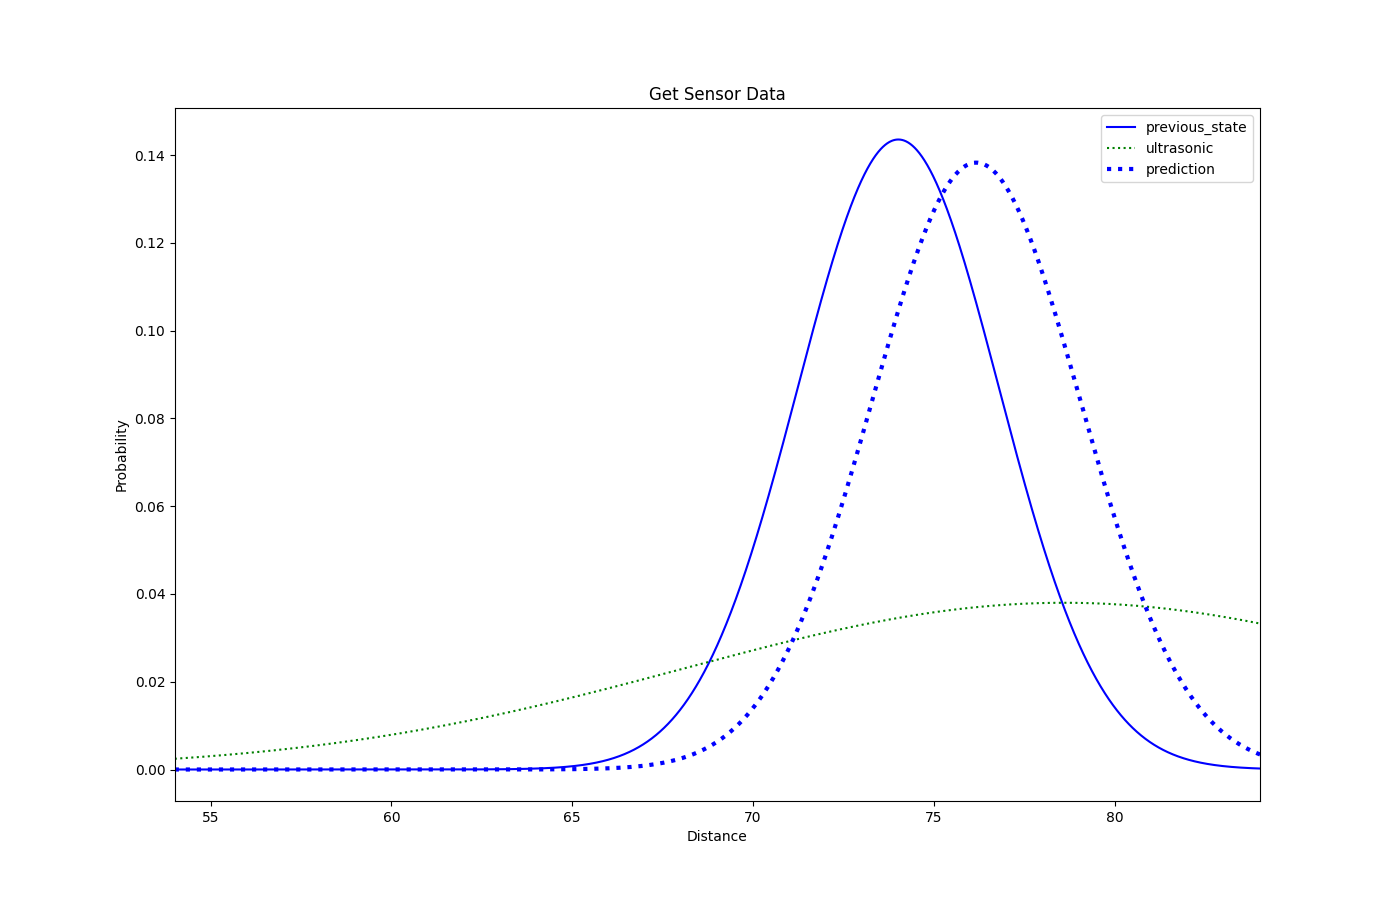 Get Sensor Data
previous_state
ultrasonic
prediction
0.14
0.12
0.10
0.08
0.06
0.04
0.02
0.00
Probability
55 60 65 70 75 80
Distance